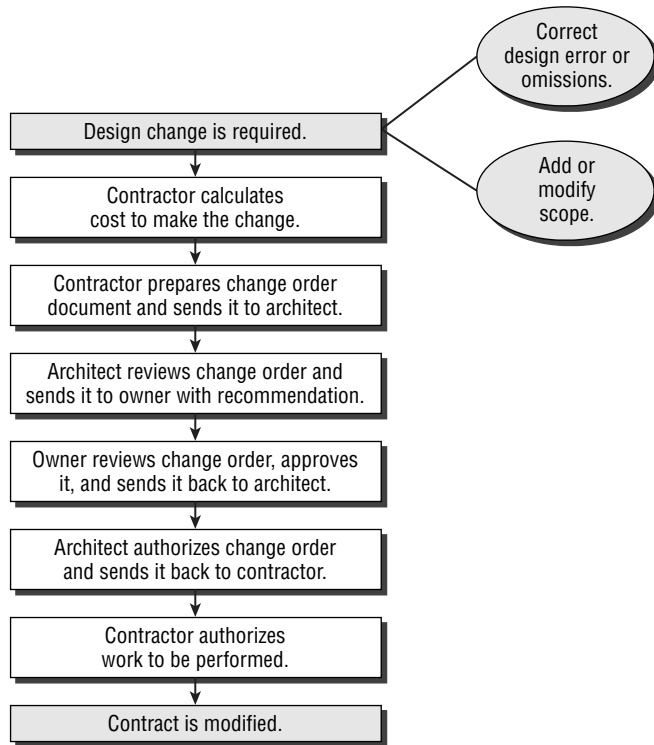 Correct
design error or
omissions.
Design change is required.
Add or
modify
scope.
Contractor calculates
cost to make the change.
Contractor prepares change order
document and sends it to architect.
Architect reviews change order and
sends it to owner with recommendation.
Owner reviews change order, approves
it, and sends it back to architect.
Architect authorizes change order
and sends it back to contractor.
Contractor authorizes
work to be performed.
Contract is modified.